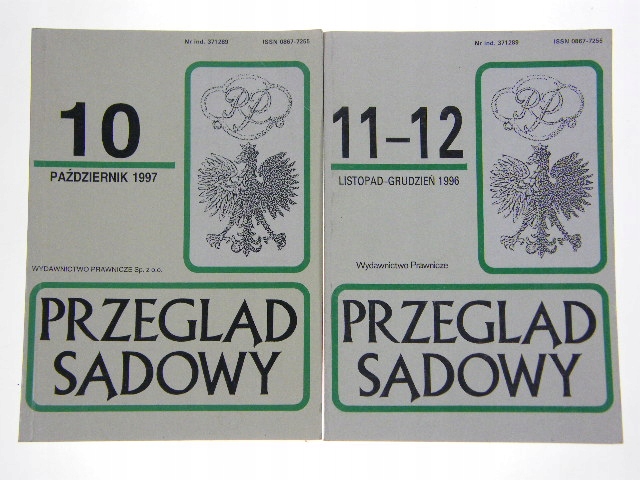 Nr ind. 371289 ISSN 0867-7255
10
PAŹDZIERNIK 1997
WYDAWNICTWO PRAWNICZE Sp. z o.o.
PRZEGLĄD
SĄDOWY
Nr ind. 371289 ISSN 0867-7255
11–12
LISTOPAD–GRUDZIEŃ 1996
Wydawnictwo Prawnicze
PRZEGLĄD
SĄDOWY